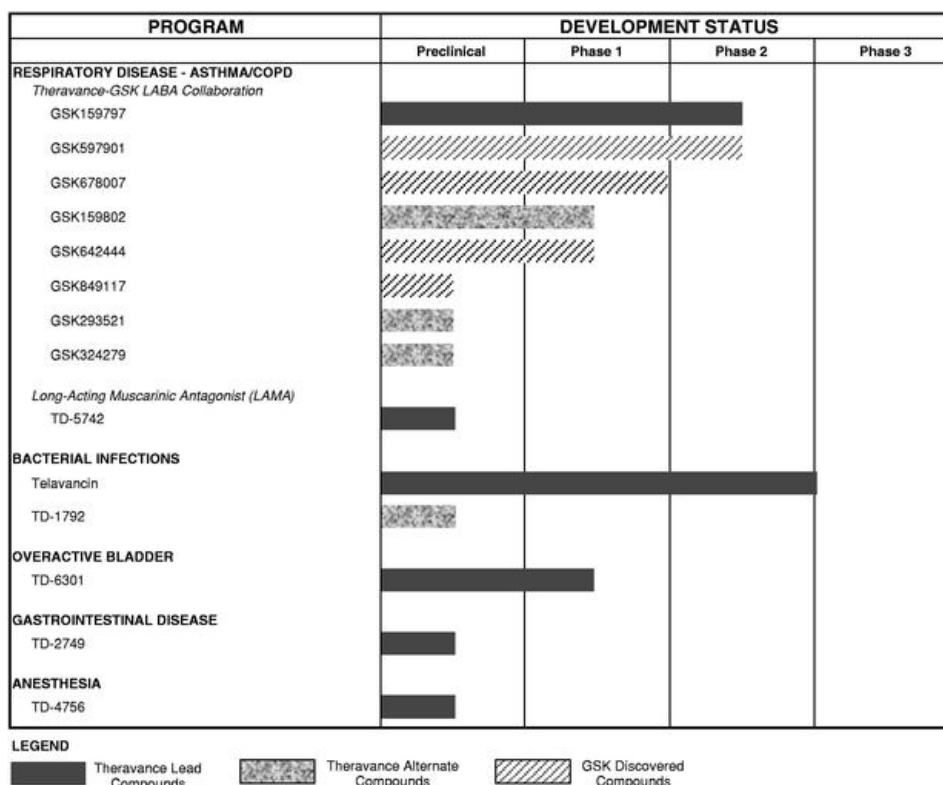 PROGRAM DEVELOPMENT STATUS
Preclinical Phase 1 Phase 2 Phase 3
RESPIRATORY DISEASE - ASTHMA/COPD
Theravance-GSK LABA Collaboration
GSK159797
GSK597901
GSK678007
GSK159802
GSK642444
GSK849117
GSK293521
GSK324279
Long-Acting Muscarinic Antagonist (LAMA)
TD-5742
BACTERIAL INFECTIONS
Telavancin
TD-1792
OVERACTIVE BLADDER
TD-6301
GASTROINTESTINAL DISEASE
TD-2749
ANESTHESIA
TD-4756
LEGEND
Theravance Lead
Compounds
Theravance Alternate
Compounds
GSK Discovered
Compounds